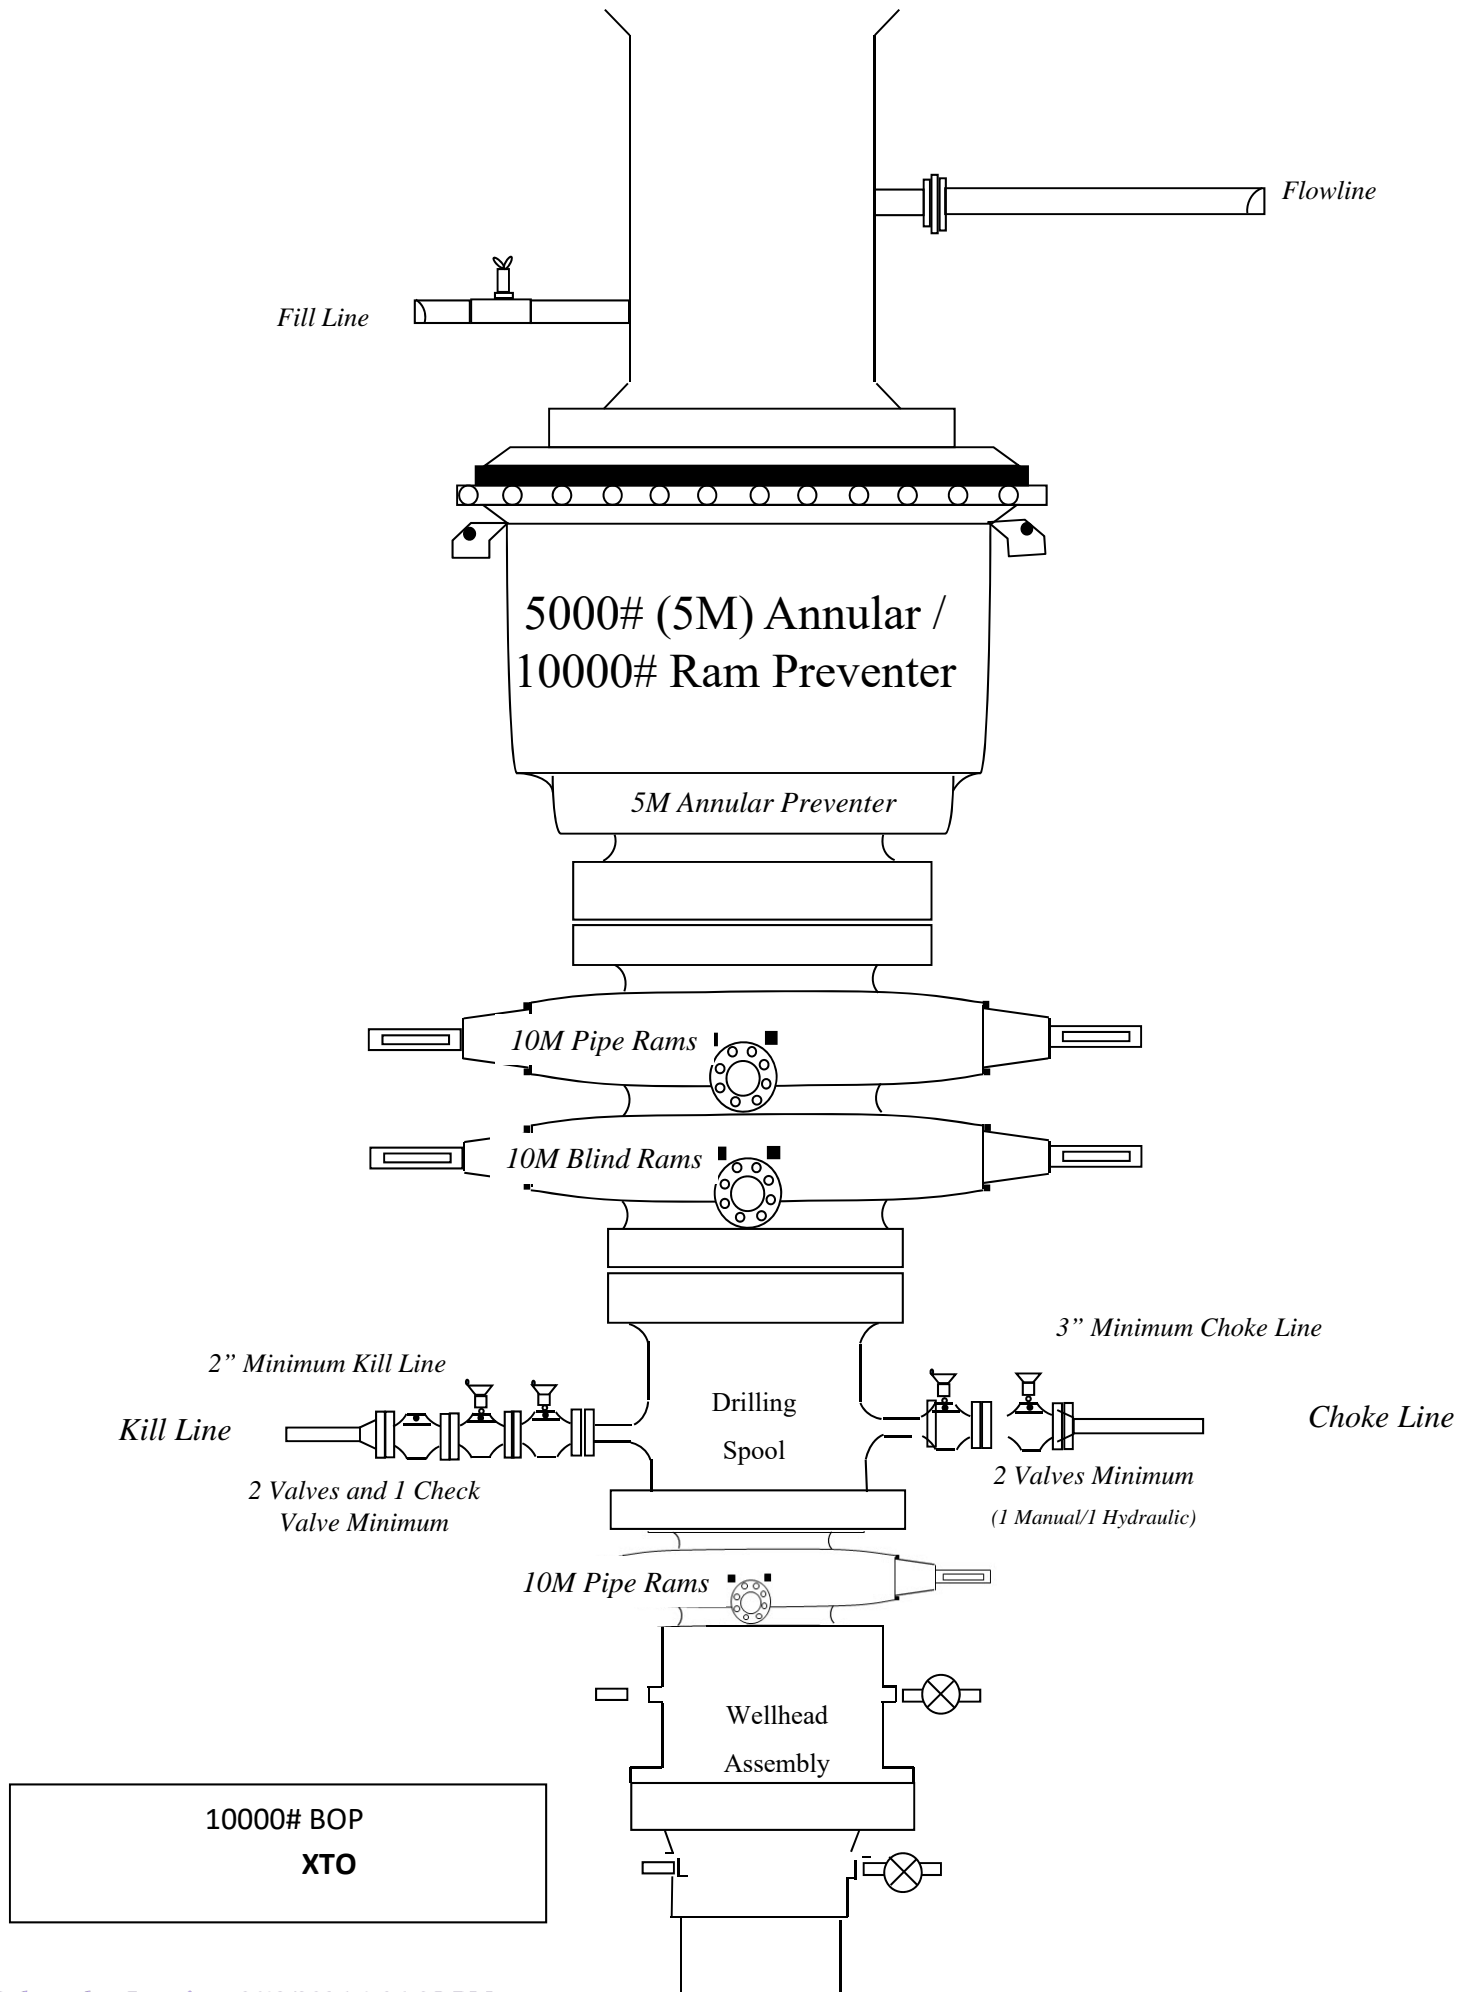 Flowline
Fill Line
5000# (5M) Annular /
10000# Ram Preventer
5M Annular Preventer
10M Pipe Rams
10M Blind Rams
3” Minimum Choke Line
2” Minimum Kill Line
Drilling
Spool
Kill Line
Choke Line
2 Valves and 1 Check
Valve Minimum
2 Valves Minimum
(1 Manual/1 Hydraulic)
10M Pipe Rams
Wellhead
Assembly
10000# BOP
XTO